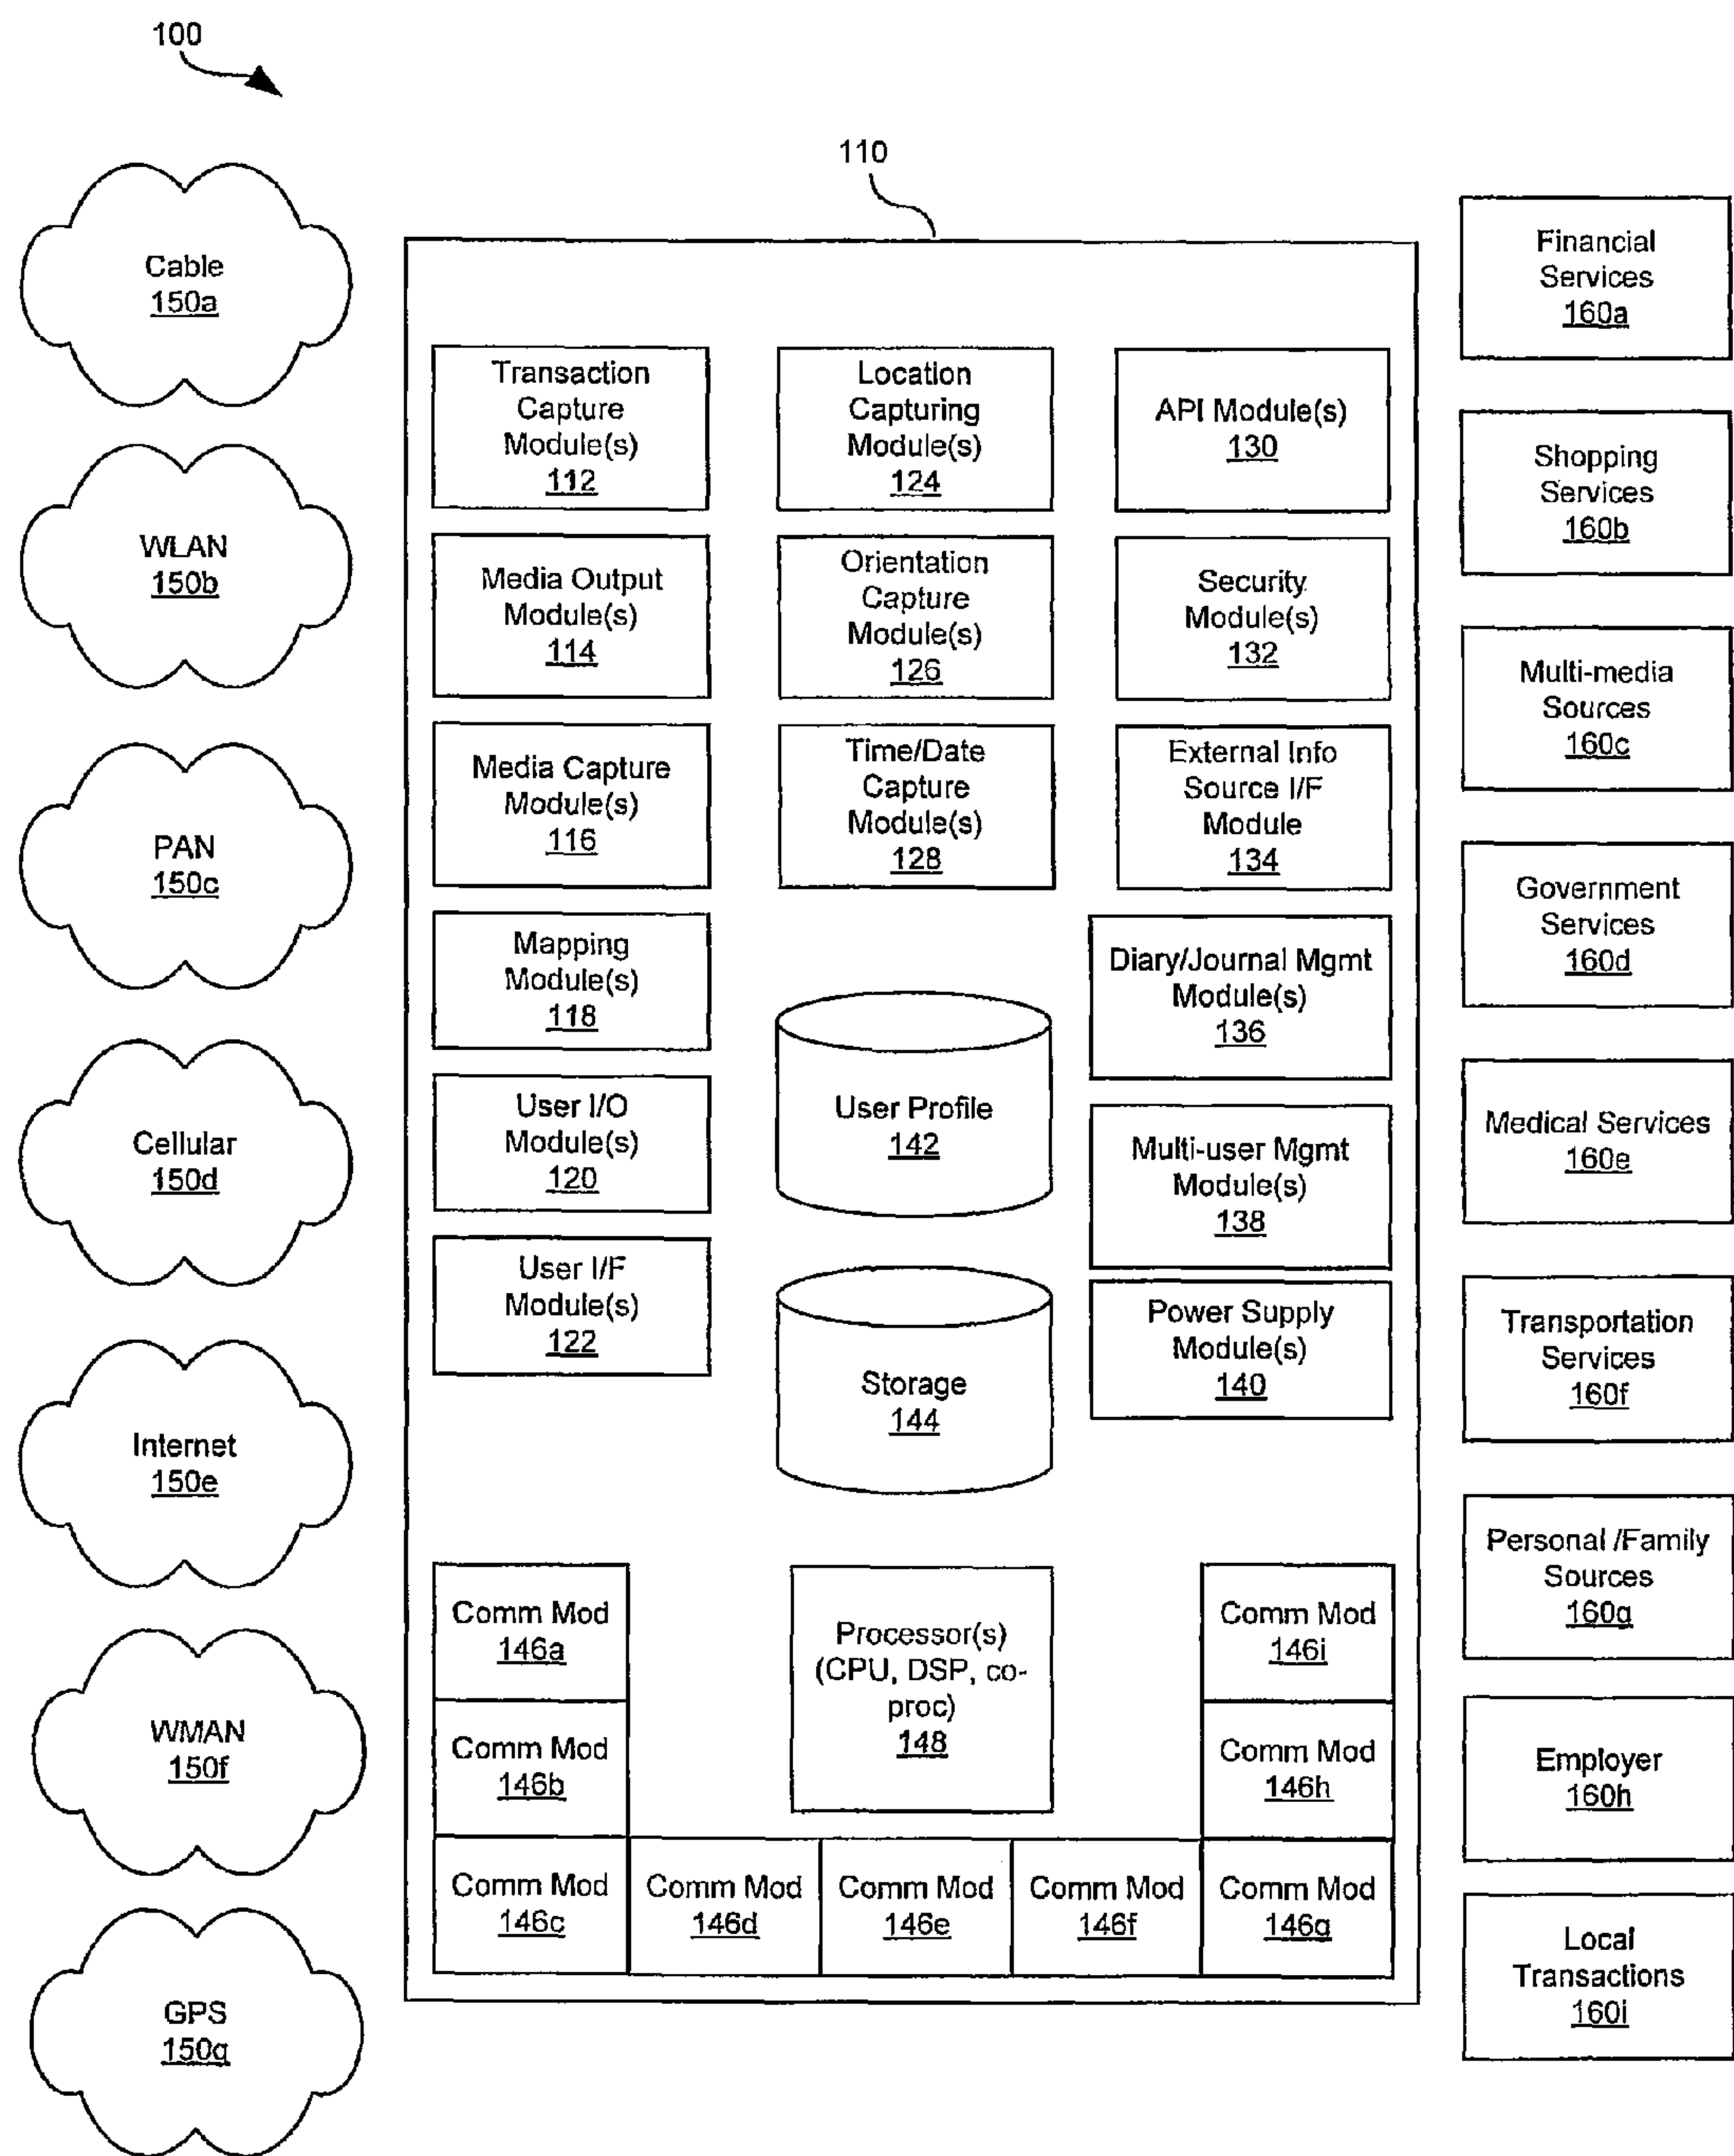 100
110
Cable
150a
WLAN
150b
PAN
150c
Cellular
150d
Internet
150e
WMAN
150f
GPS
150g
Transaction
Capture
Module(s)
112
Media Output
Module(s)
114
Media Capture
Module(s)
116
Mapping
Module(s)
118
User I/O
Module(s)
120
User I/F
Module(s)
122
Location
Capturing
Module(s)
124
Orientation
Capture
Module(s)
126
Time/Date
Capture
Module(s)
128
User Profile
142
Storage
144
API Module(s)
130
Security
Module(s)
132
External Info
Source I/F
Module
134
Diary/Journal Mgmt
Module(s)
136
Multi-user Mgmt
Module(s)
138
Power Supply
Module(s)
140
Comm Mod
146a
Comm Mod
146b
Comm Mod
146c
Comm Mod
146d
Comm Mod
146e
Comm Mod
146f
Comm Mod
146g
Comm Mod
146h
Comm Mod
146i
Processor(s)
(CPU, DSP, co-
proc)
148
Financial
Services
160a
Shopping
Services
160b
Multi-media
Sources
160c
Government
Services
160d
Medical Services
160e
Transportation
Services
160f
Personal /Family
Sources
160g
Employer
160h
Local
Transactions
160i